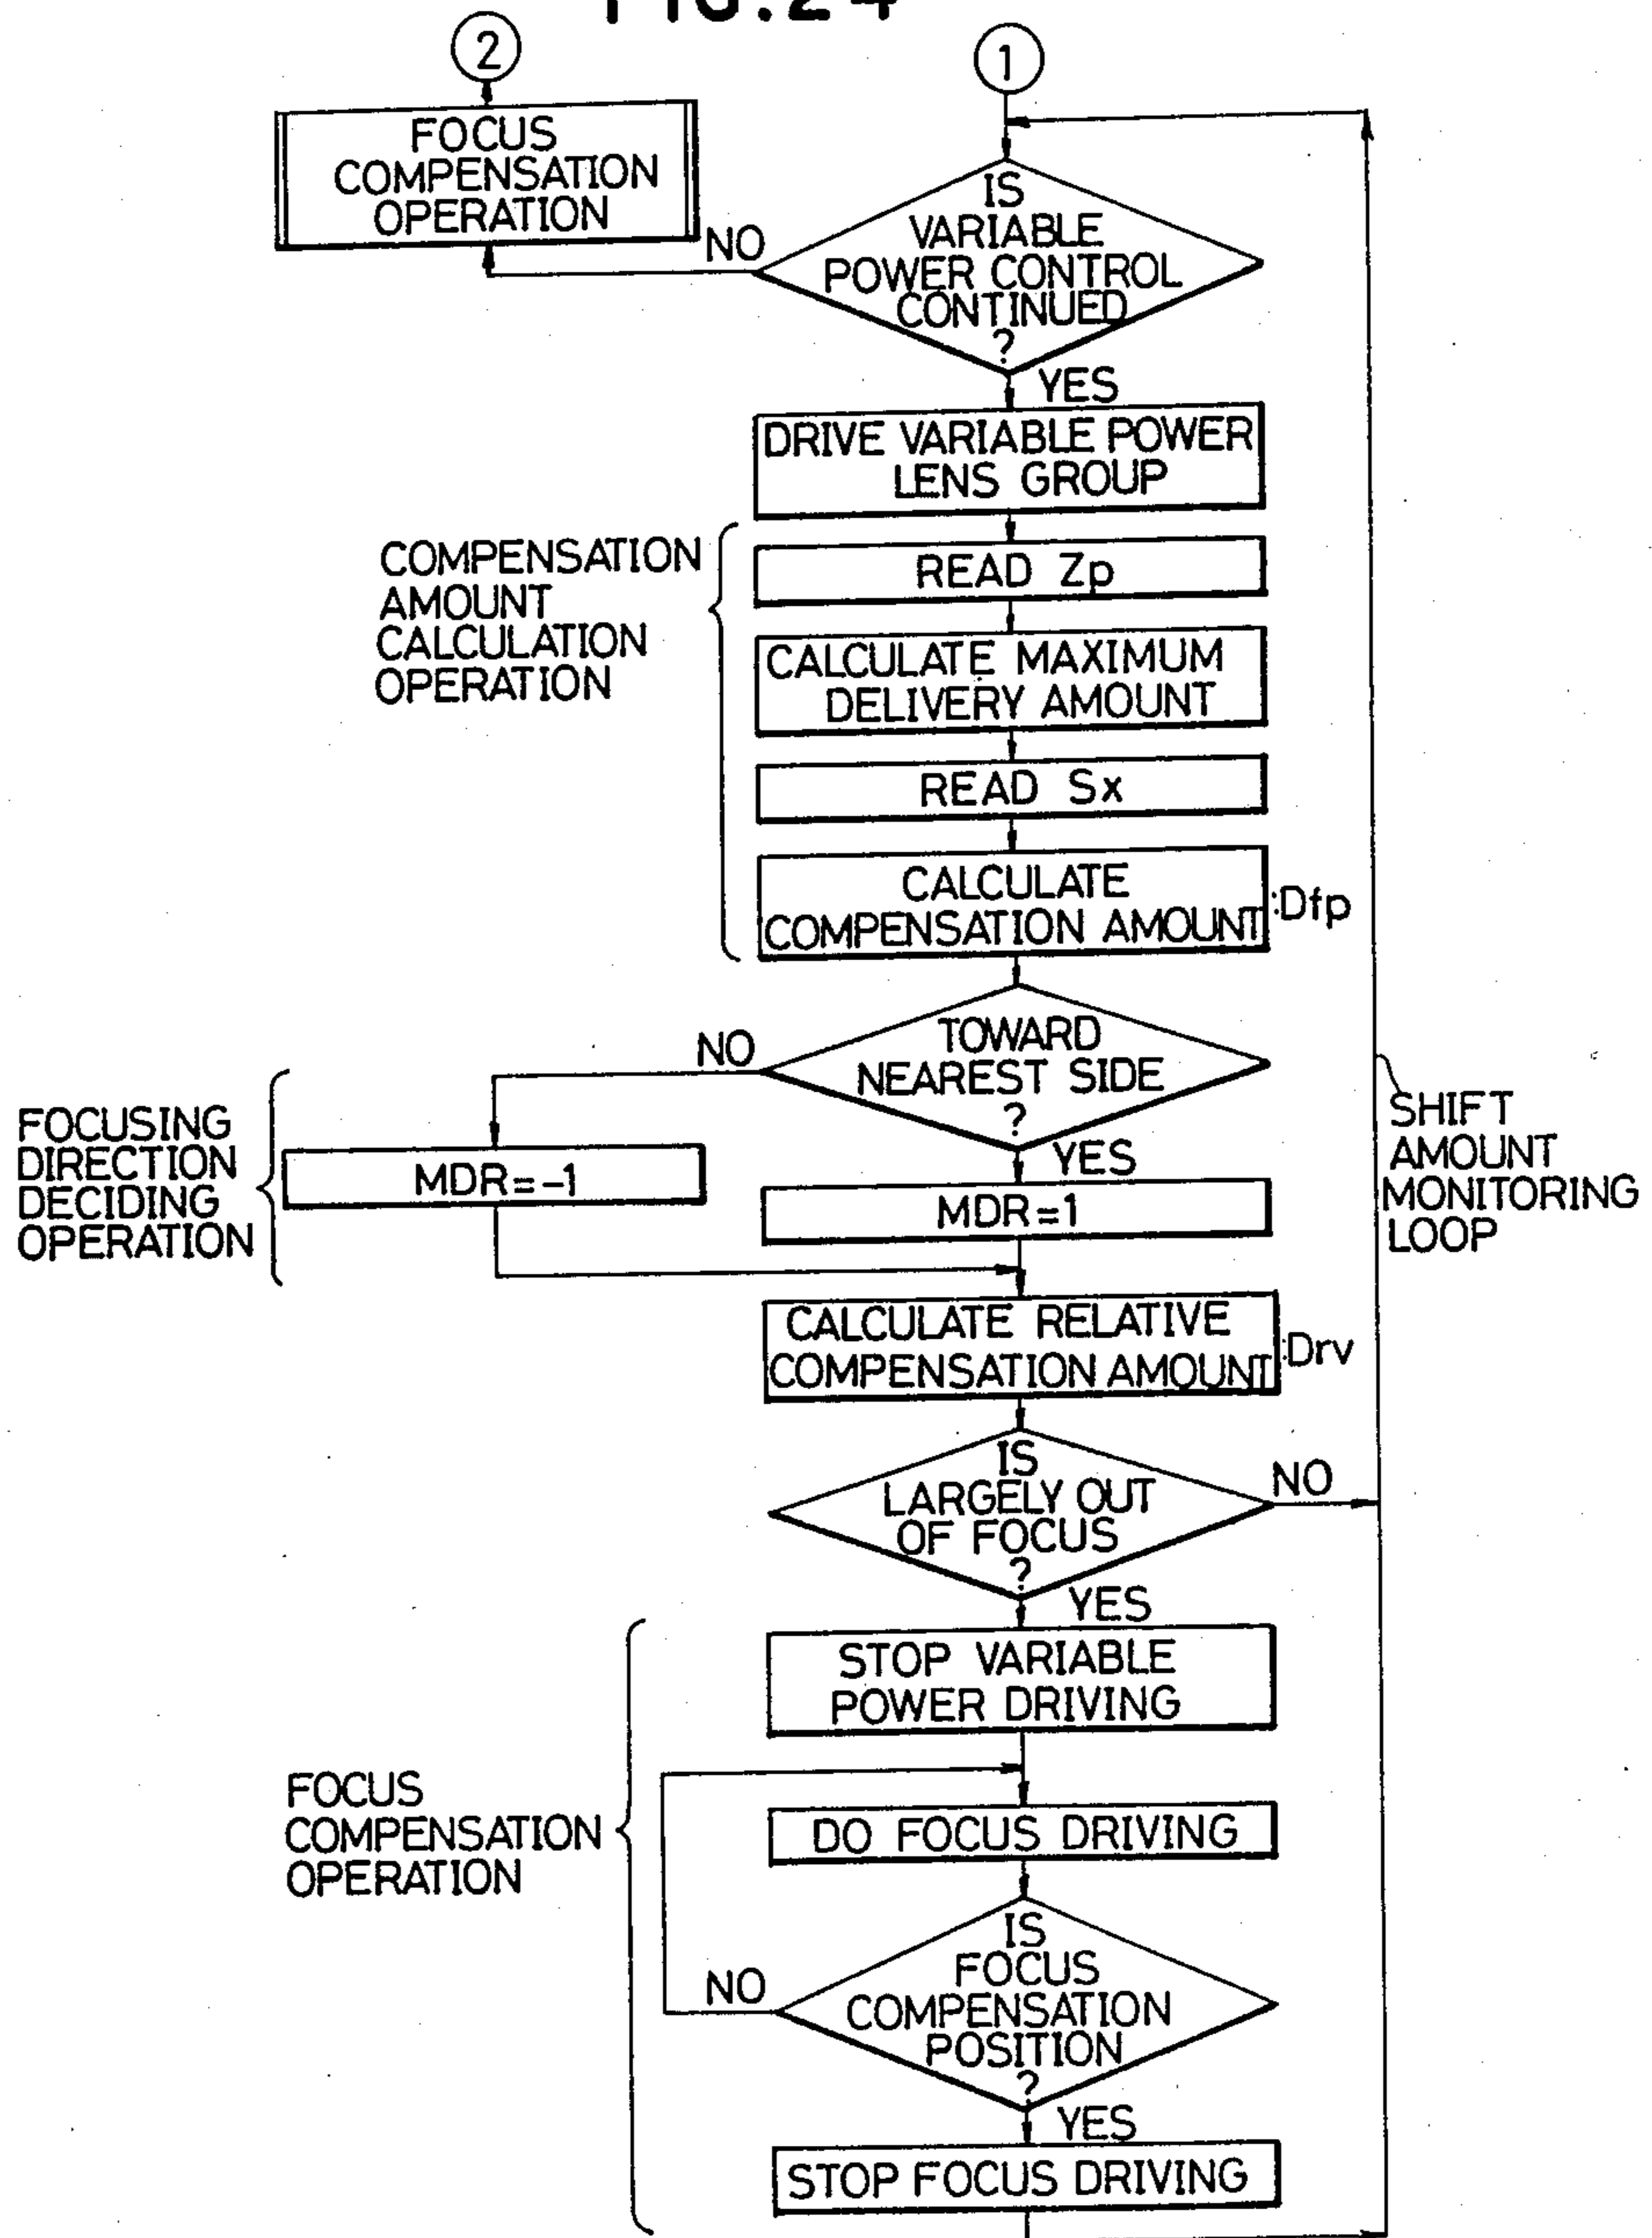 FIG.24
2
1
FOCUS
COMPENSATION
OPERATION
IS
VARIABLE
POWER CONTROL
CONTINUED
?
NO
YES
DRIVE VARIABLE POWER
LENS GROUP
COMPENSATION
AMOUNT
CALCULATION
OPERATION
READ Zp
CALCULATE MAXIMUM
DELIVERY AMOUNT
READ Sx
CALCULATE
COMPENSATION AMOUNT
:Dfp
TOWARD
NEAREST SIDE
?
NO
YES
FOCUSING
DIRECTION
DECIDING
OPERATION
MDR=-1
MDR=1
SHIFT
AMOUNT
MONITORING
LOOP
CALCULATE RELATIVE
COMPENSATION AMOUNT
:Drv
IS
LARGELY OUT
OF FOCUS
?
NO
YES
STOP VARIABLE
POWER DRIVING
FOCUS
COMPENSATION
OPERATION
DO FOCUS DRIVING
IS
FOCUS
COMPENSATION
POSITION
?
NO
YES
STOP FOCUS DRIVING